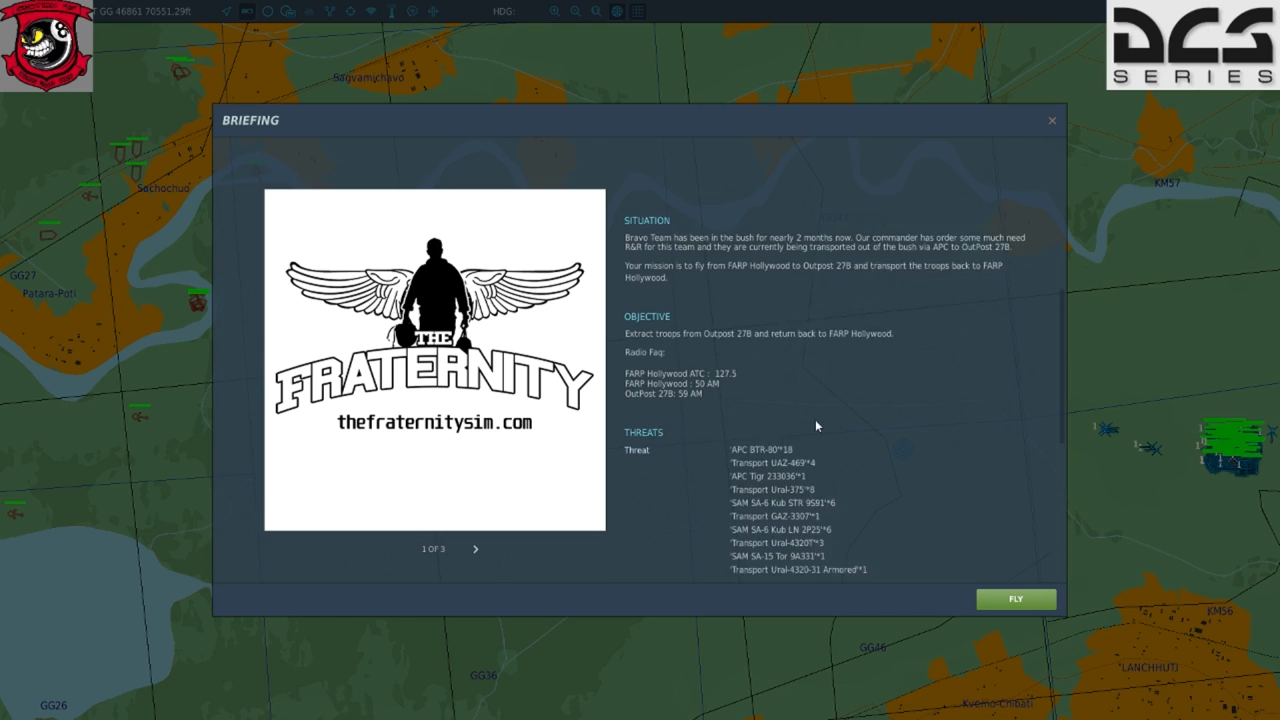 T GG 46861 70551,29ft
HDG:
DCS
SERIES
Sagvamichavo
Sachochuo
KM57
GG27
Patara-Poti
BRIEFING
THE
FRATERNITY
thefraternitysim.com
1 OF 3
SITUATION
Bravo Team has been in the bush for nearly 2 months now. Our commander has order some much need
R&R for this team and they are currently being transported out of the bush via APC to OutPost 27B.
Your mission is to fly from FARP Hollywood to Outpost 27B and transport the troops back to FARP
Hollywood.
OBJECTIVE
Extract troops from Outpost 27B and return back to FARP Hollywood.
Radio Faq:
FARP Hollywood ATC : 127.5
FARP Hollywood : 50 AM
OutPost 27B: 59 AM
THREATS
Threat
'APC BTR-80'*18
'Transport UAZ-469'*4
'APC Tigr 233036'*1
'Transport Ural-375'*8
'SAM SA-6 Kub STR 9S91'*6
'Transport GAZ-3307'*1
'SAM SA-6 Kub LN 2P25'*6
'Transport Ural-4320T'*3
'SAM SA-15 Tor 9A331'*1
'Transport Ural-4320-31 Armored'*1
FLY
KM56
GG46
LANCHHUTI
GG36
Kvemo-Chibati
GG26